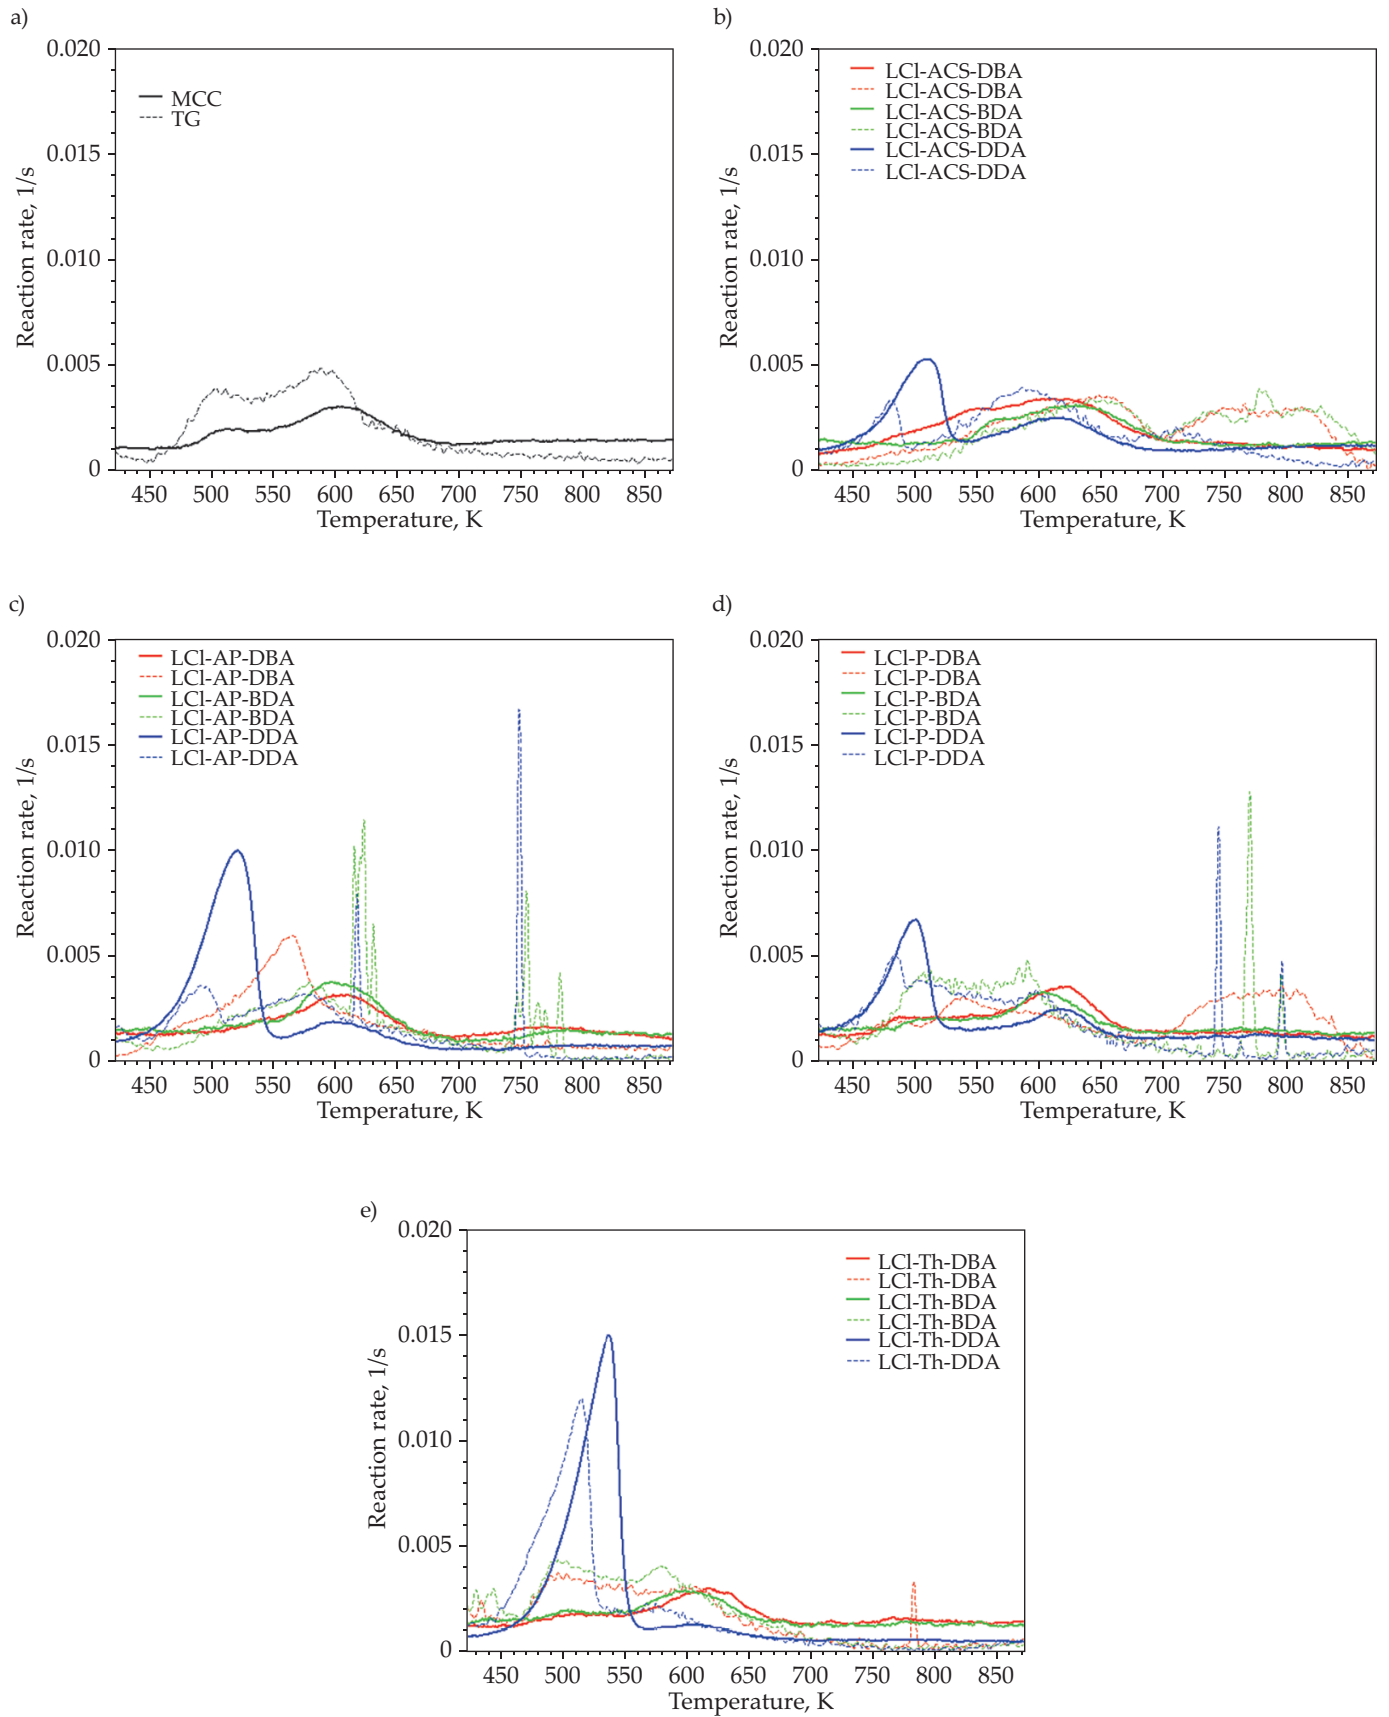 a)
0.020
0.015
0.010
0.005
0
Reaction rate, 1/s
MCC
TG
450 500 550 600 650 700 750 800 850
Temperature, K
b)
0.020
0.015
0.010
0.005
0
Reaction rate, 1/s
LCl-ACS-DBA
LCl-ACS-DBA
LCl-ACS-BDA
LCl-ACS-BDA
LCl-ACS-DDA
LCl-ACS-DDA
450 500 550 600 650 700 750 800 850
Temperature, K
c)
0.020
0.015
0.010
0.005
0
Reaction rate, 1/s
LCl-AP-DBA
LCl-AP-DBA
LCl-AP-BDA
LCl-AP-BDA
LCl-AP-DDA
LCl-AP-DDA
450 500 550 600 650 700 750 800 850
Temperature, K
d)
0.020
0.015
0.010
0.005
0
Reaction rate, 1/s
LCl-P-DBA
LCl-P-DBA
LCl-P-BDA
LCl-P-BDA
LCl-P-DDA
LCl-P-DDA
450 500 550 600 650 700 750 800 850
Temperature, K
e)
0.020
0.015
0.010
0.005
0
Reaction rate, 1/s
LCl-Th-DBA
LCl-Th-DBA
LCl-Th-BDA
LCl-Th-BDA
LCl-Th-DDA
LCl-Th-DDA
450 500 550 600 650 700 750 800 850
Temperature, K